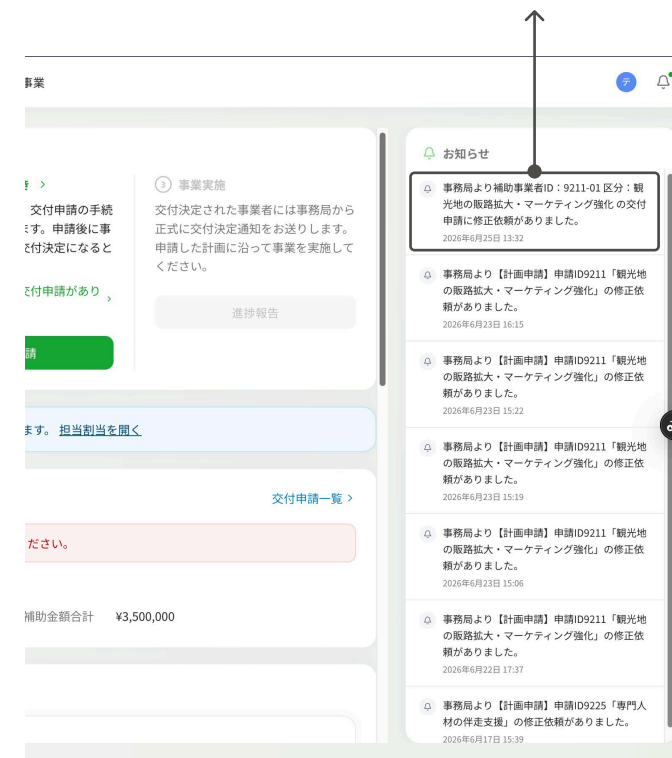 事業
テ
③ 事業実施
交付申請の手続
交付決定された事業者には事務局から
ます。申請後に事
正式に交付決定通知をお送りします。
交付決定になると
申請した計画に沿って事業を実施して
ください。
交付申請があり
進捗報告
請
ます。 担当割当を開く
交付申請一覧
ださい。
補助金額合計 ¥3,500,000
お知らせ
事務局より補助事業者ID：9211-01 区分：観
光地の販路拡大・マーケティング強化 の交付
申請に修正依頼がありました。
2026年6月25日 13:32
事務局より【計画申請】申請ID9211「観光地
の販路拡大・マーケティング強化」の修正依
頼がありました。
2026年6月23日 16:15
事務局より【計画申請】申請ID9211「観光地
の販路拡大・マーケティング強化」の修正依
頼がありました。
2026年6月23日 15:22
事務局より【計画申請】申請ID9211「観光地
の販路拡大・マーケティング強化」の修正依
頼がありました。
2026年6月23日 15:19
事務局より【計画申請】申請ID9211「観光地
の販路拡大・マーケティング強化」の修正依
頼がありました。
2026年6月23日 15:06
事務局より【計画申請】申請ID9211「観光地
の販路拡大・マーケティング強化」の修正依
頼がありました。
2026年6月22日 17:37
事務局より【計画申請】申請ID9225「専門人
材の伴走支援」の修正依頼がありました。
2026年6月17日 15:39